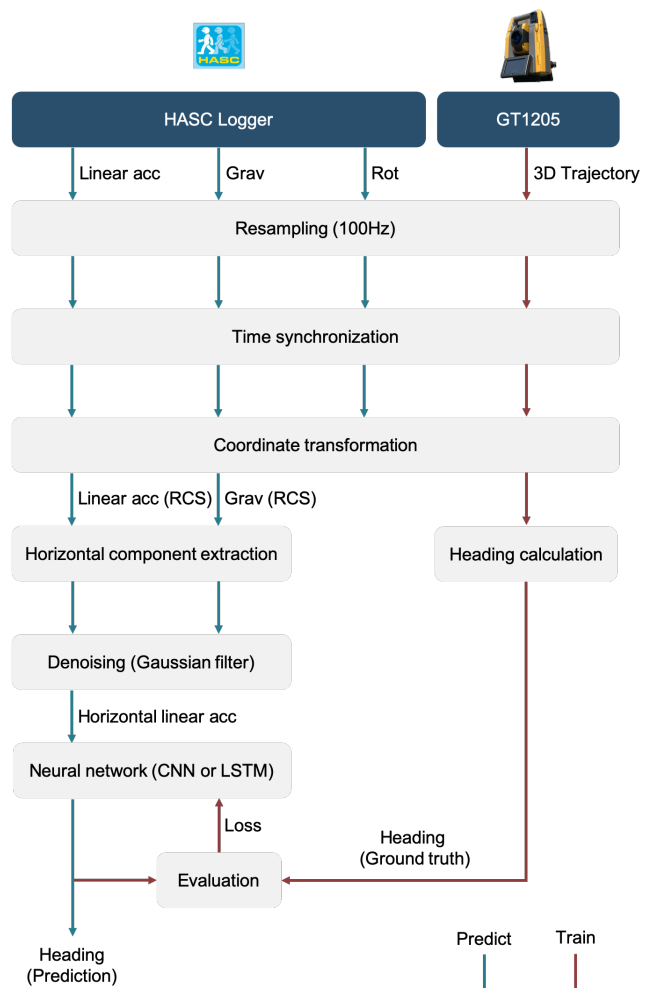 HASC
HASC Logger
GT1205
Linear acc
Grav
Rot
3D Trajectory
Resampling (100Hz)
Time synchronization
Coordinate transformation
Linear acc (RCS)
Grav (RCS)
Horizontal component extraction
Heading calculation
Denoising (Gaussian filter)
Horizontal linear acc
Neural network (CNN or LSTM)
Loss
Heading
(Ground truth)
Evaluation
Heading
(Prediction)
Predict
Train